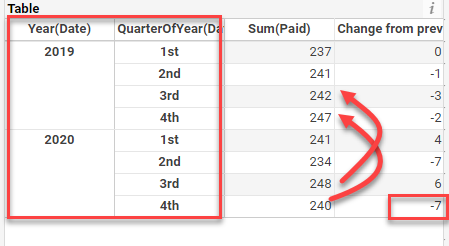 Table i
Year(Date) QuarterOfYear(Da Sum(Paid) Change from prev
2019 1st 237 0
2nd 241 -1
3rd 242 -3
4th 247 -2
2020 1st 241 4
2nd 234 -7
3rd 248 6
4th 240 -7